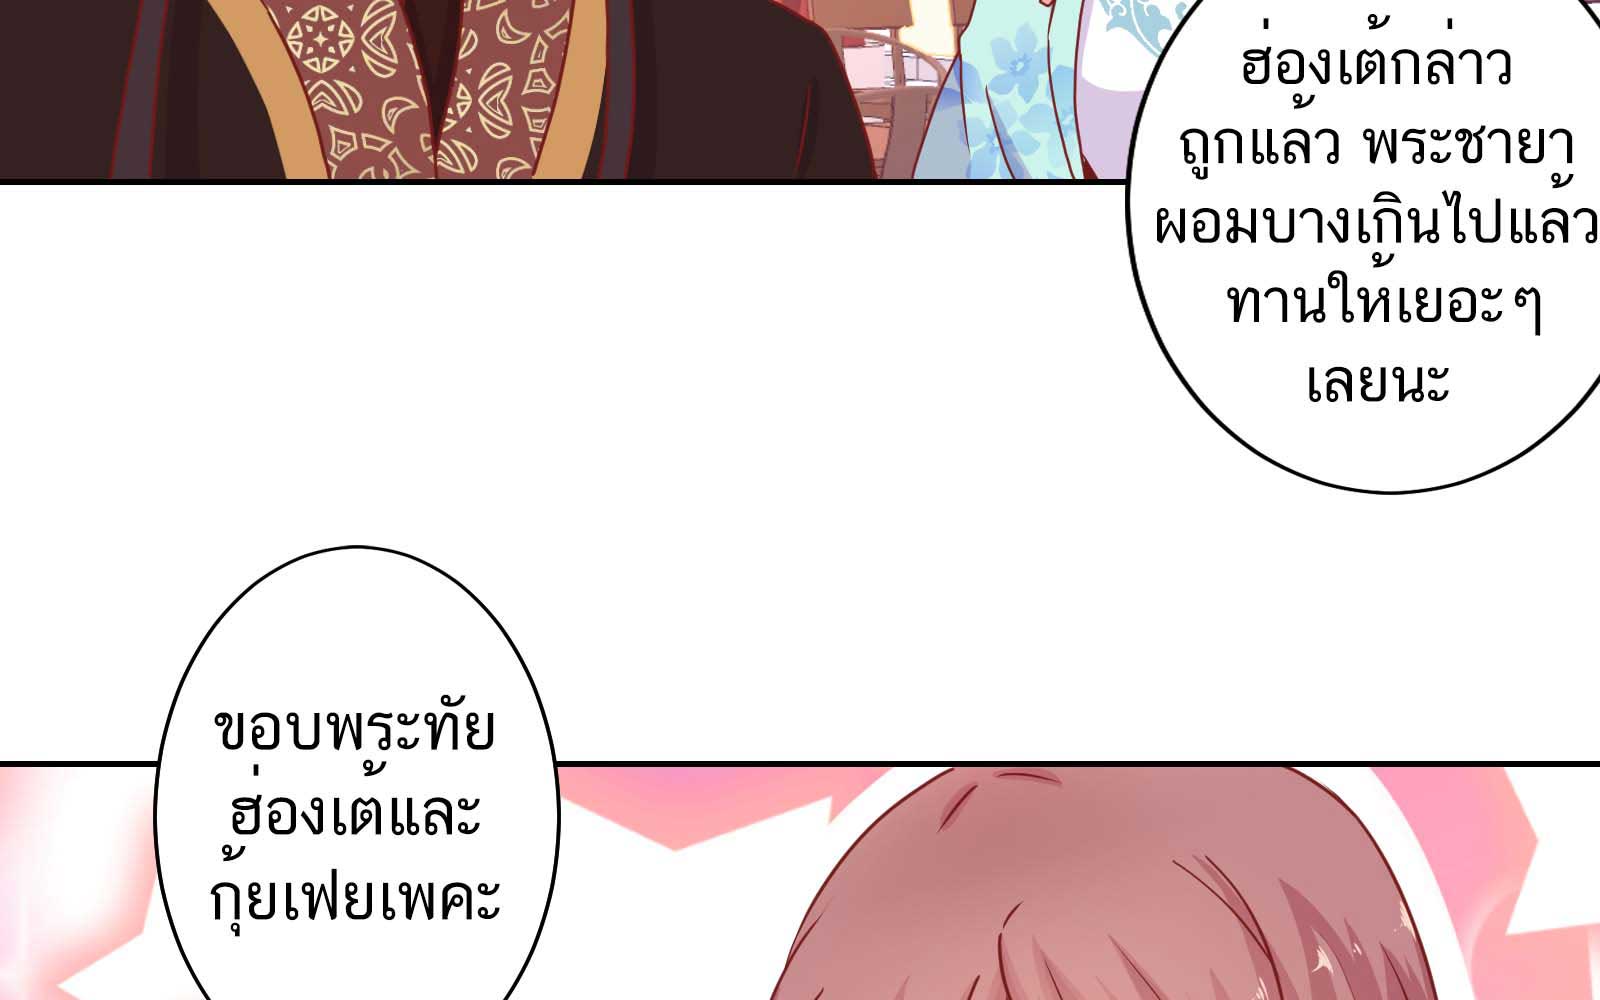 ฮ่องเต้กล่าว
ถูกแล้ว พระชายา
ผอมบางเกินไปแล้ว
ทานให้เยอะๆ
เลยนะ
ขอบพระทัย
ฮ่องเต้และ
กุ้ยเฟยเพคะ